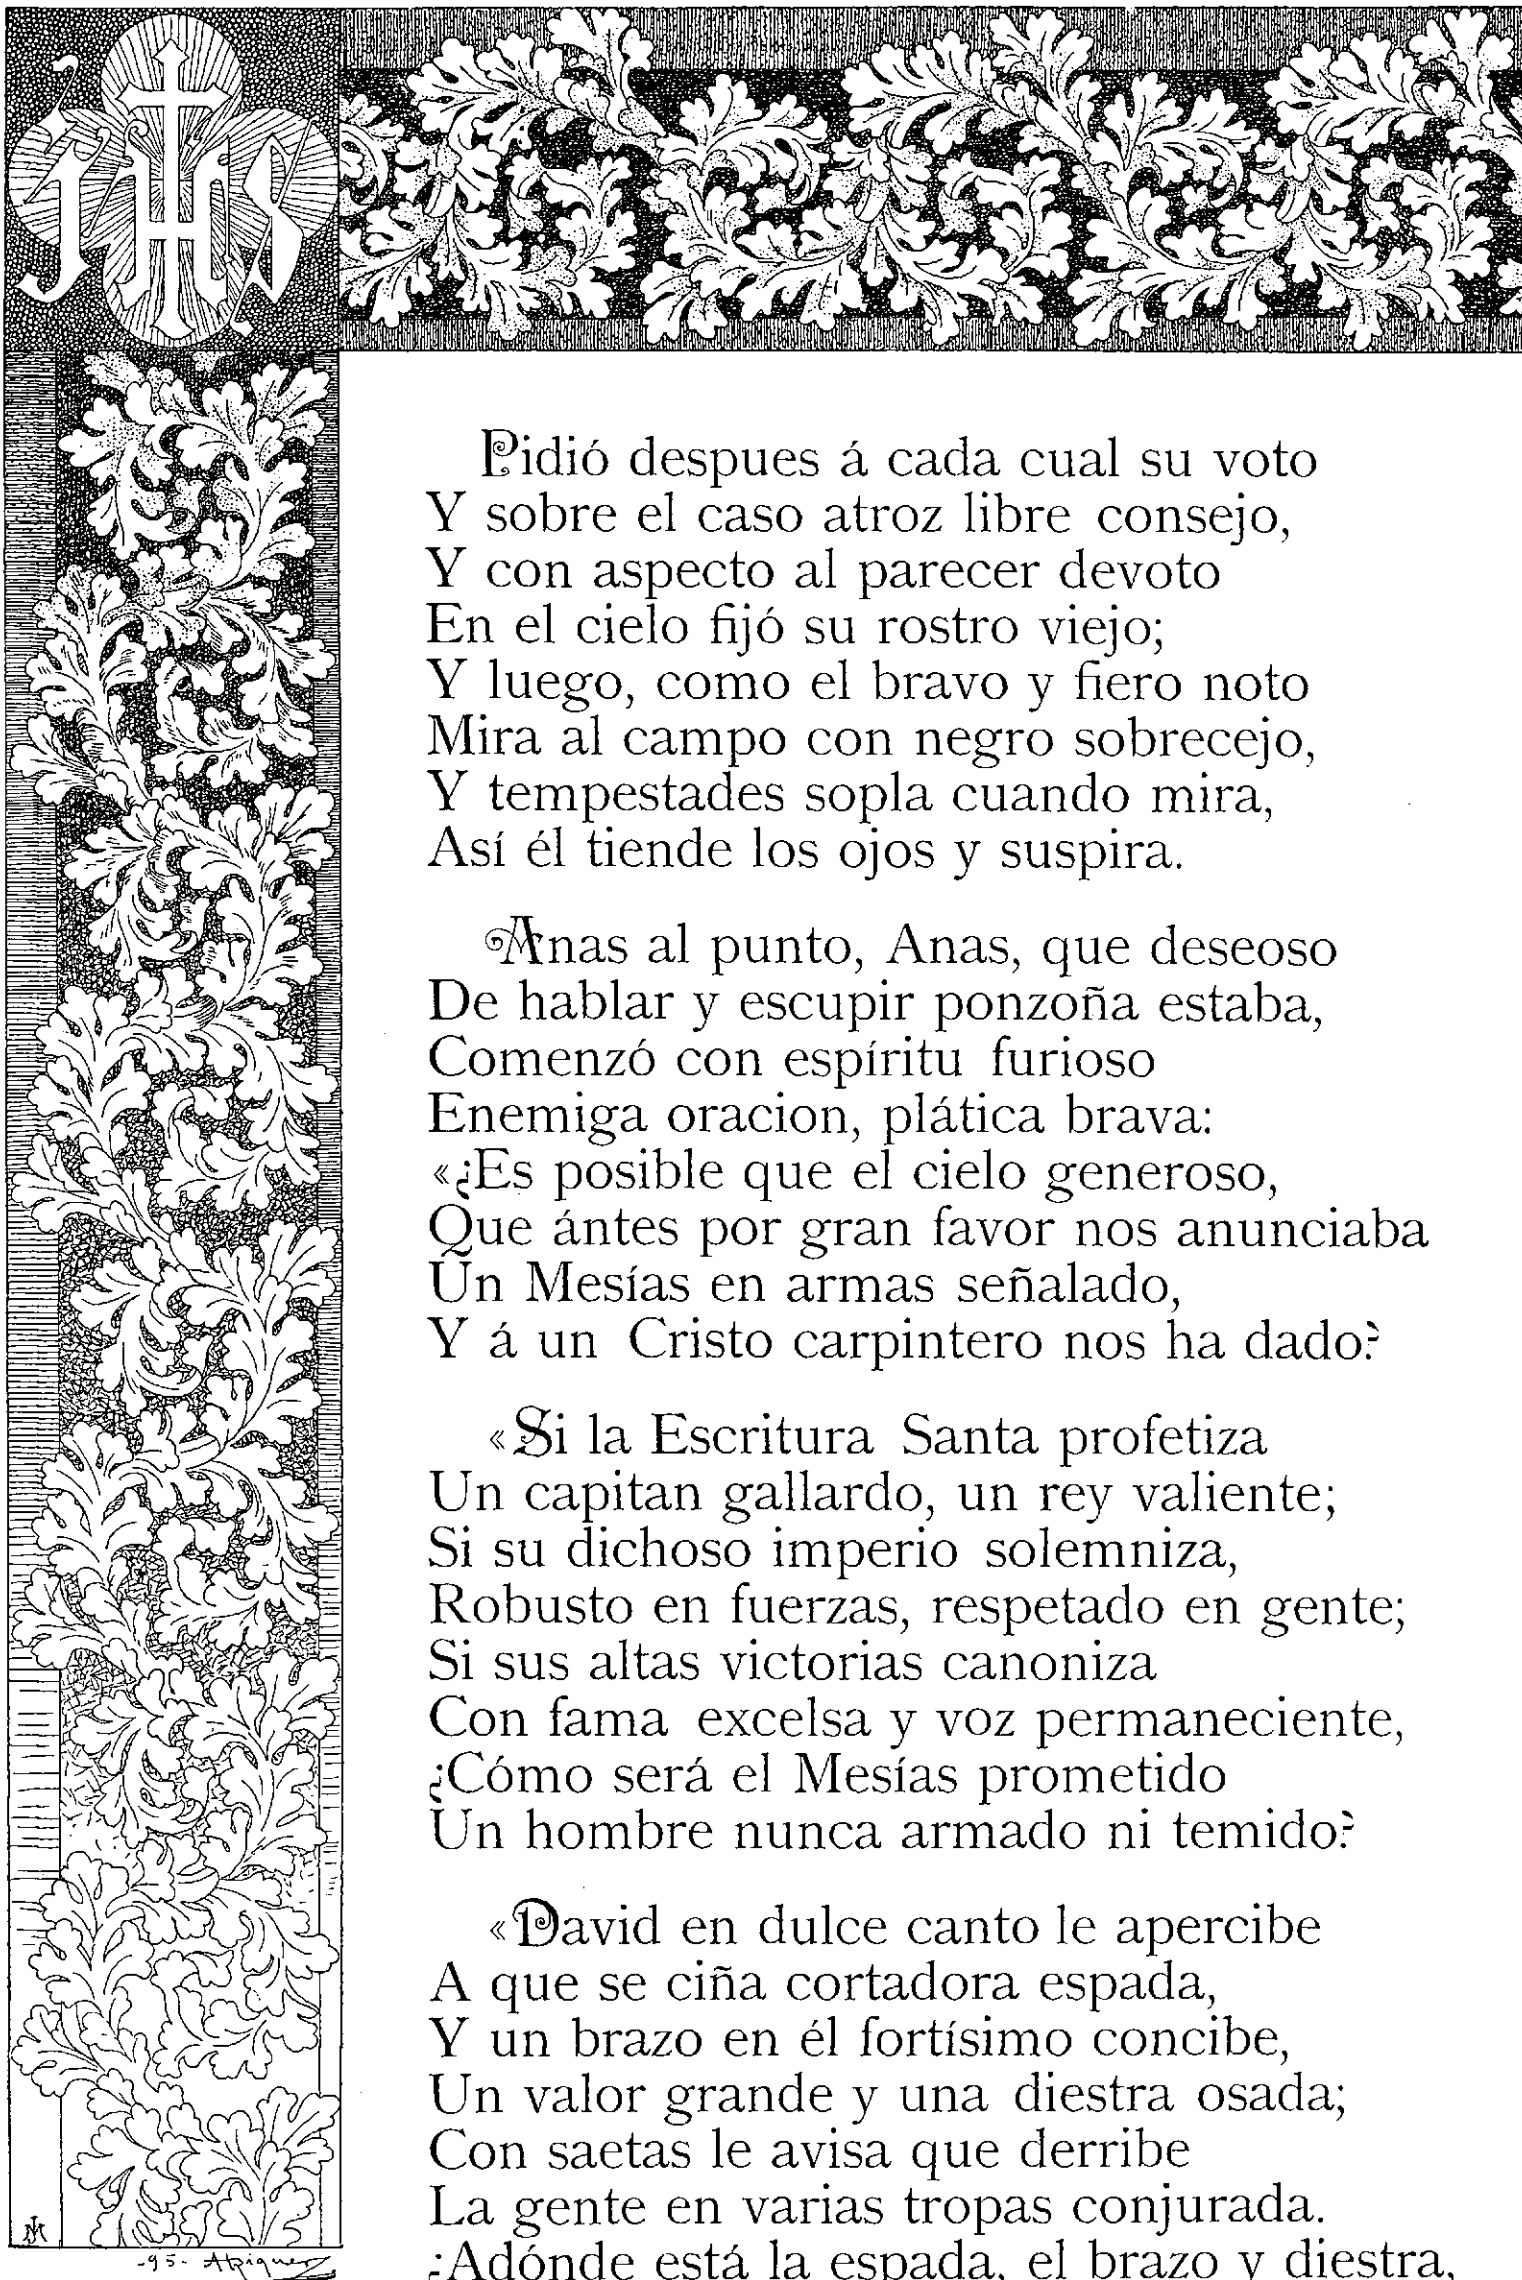 IHS
Pidió despues á cada cual su voto
Y sobre el caso atroz libre consejo,
Y con aspecto al parecer devoto
En el cielo fijó su rostro viejo;
Y luego, como el bravo y fiero noto
Mira al campo con negro sobrecejo,
Y tempestades sopla cuando mira,
Así él tiende los ojos y suspira.
Anas al punto, Anas, que deseoso
De hablar y escupir ponzoña estaba,
Comenzó con espíritu furioso
Enemiga oracion, plática brava:
«¿Es posible que el cielo generoso,
Que ántes por gran favor nos anunciaba
Un Mesías en armas señalado,
Y á un Cristo carpintero nos ha dado?
«Si la Escritura Santa profetiza
Un capitan gallardo, un rey valiente;
Si su dichoso imperio solemniza,
Robusto en fuerzas, respetado en gente;
Si sus altas victorias canoniza
Con fama excelsa y voz permaneciente,
¿Cómo será el Mesías prometido
Un hombre nunca armado ni temido?
«David en dulce canto le apercibe
A que se ciña cortadora espada,
Y un brazo en él fortísimo concibe,
Un valor grande y una diestra osada;
Con saetas le avisa que derribe
La gente en varias tropas conjurada.
¿Adónde está la espada, el brazo y diestra,
-95-